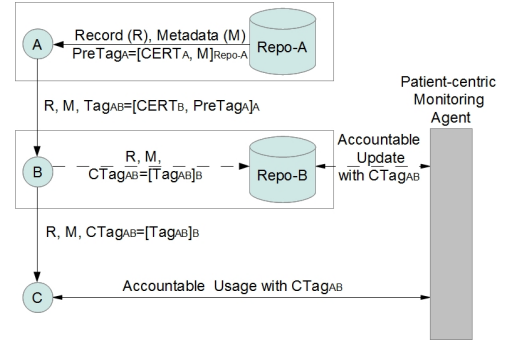 A
Record (R), Metadata (M)
PreTagA=[CERTA, M]Repo-A
Repo-A
Patient-centric
Monitoring
Agent
R, M, TagAB=[CERTB, PreTagA]A
B
R, M,
CTagAB=[TagAB]B
Repo-B
Accountable
Update
with CTagAB
R, M, CTagAB=[TagAB]B
C
Accountable Usage with CTagAB